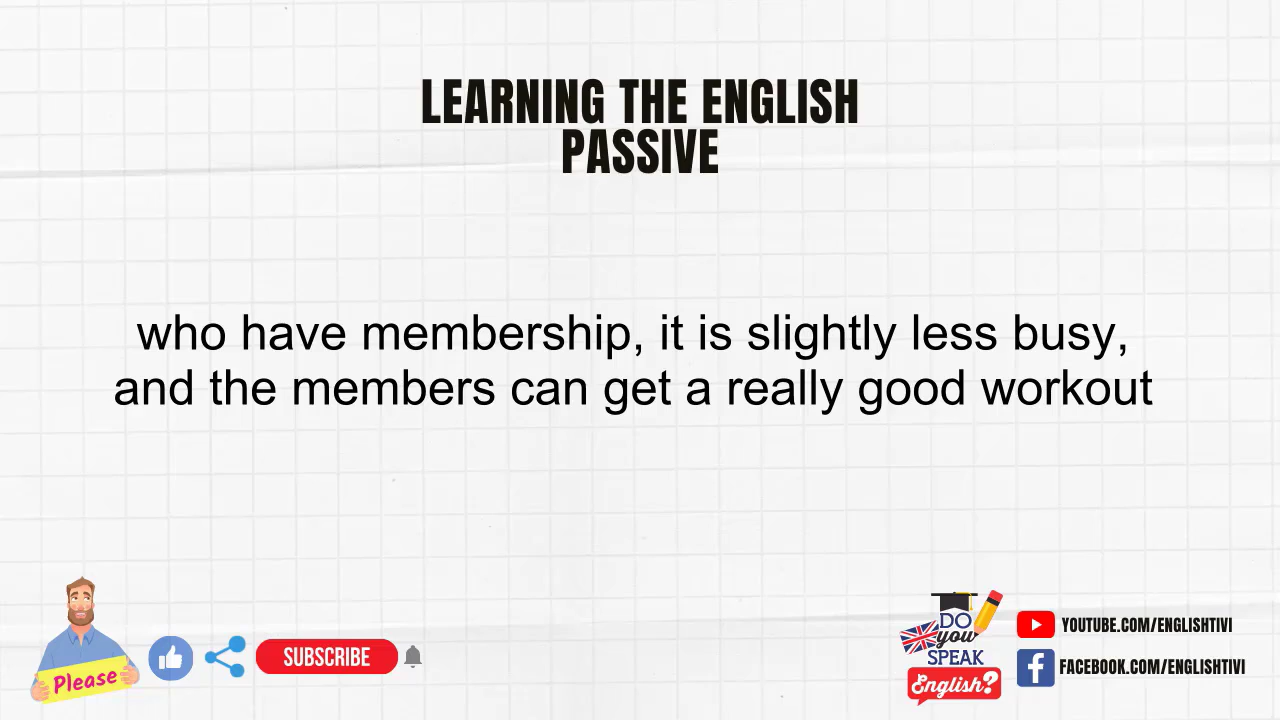 LEARNING THE ENGLISH
PASSIVE
who have membership, it is slightly less busy,
and the members can get a really good workout
Please
SUBSCRIBE
DO
you
SPEAK
English?
YOUTUBE.COM/ENGLISHTIVI
FACEBOOK.COM/ENGLISHTIVI